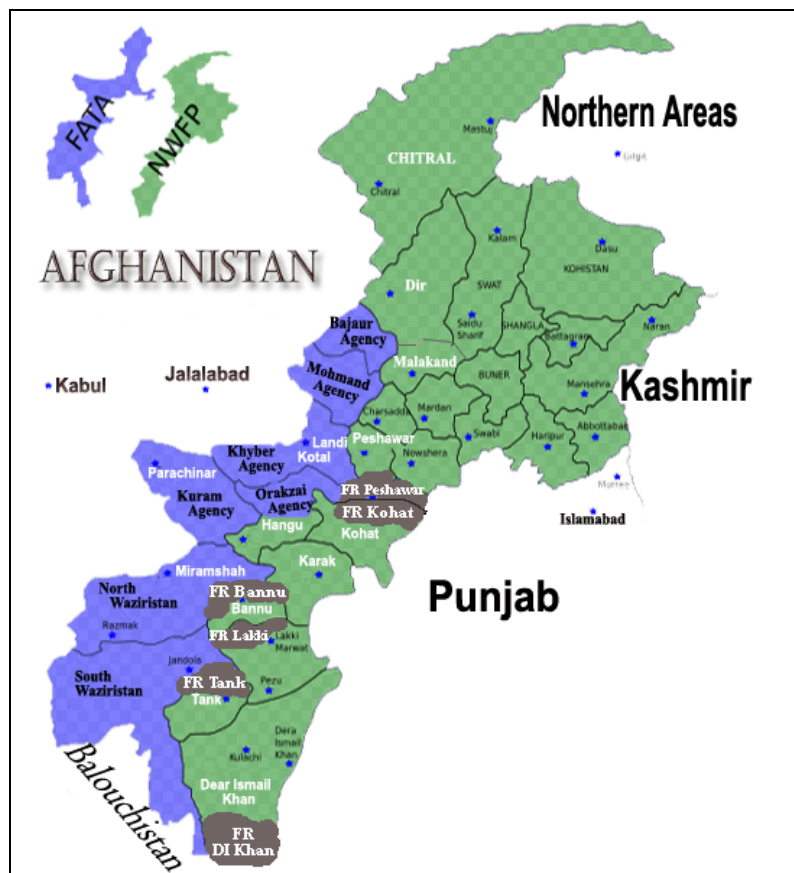 FATA
NWFP
Northern Areas
Mastuj
Gilgit
CHITRAL
Chitral
Kalam
Dasu
KOHISTAN
AFGHANISTAN
Dir
SWAT
Saidu
Sharif
SHANGLA
Battagram
Naran
Bajaur
Agency
Malakand
BUNER
Mansehra
Kashmir
Mohmand
Agency
Kabul
Jalalabad
Charsadda
Mardan
Swabi
Haripur
Abbottabad
Peshawar
Nowshera
Landi
Kotal
Khyber
Agency
Parachinar
Kuram
Agency
Orakzai
Agency
FR Peshawar
FR Kohat
Murree
Islamabad
Hangu
Kohat
Karak
Miramshah
North
Waziristan
Razmak
FR Bannu
Bannu
Punjab
FR Lakki
Lakki
Marwat
Jandola
South
Waziristan
FR Tank
Tank
Pezu
Balouchistan
Kulachi
Dera
Ismail
Khan
Dear Ismail
Khan
FR
DI Khan